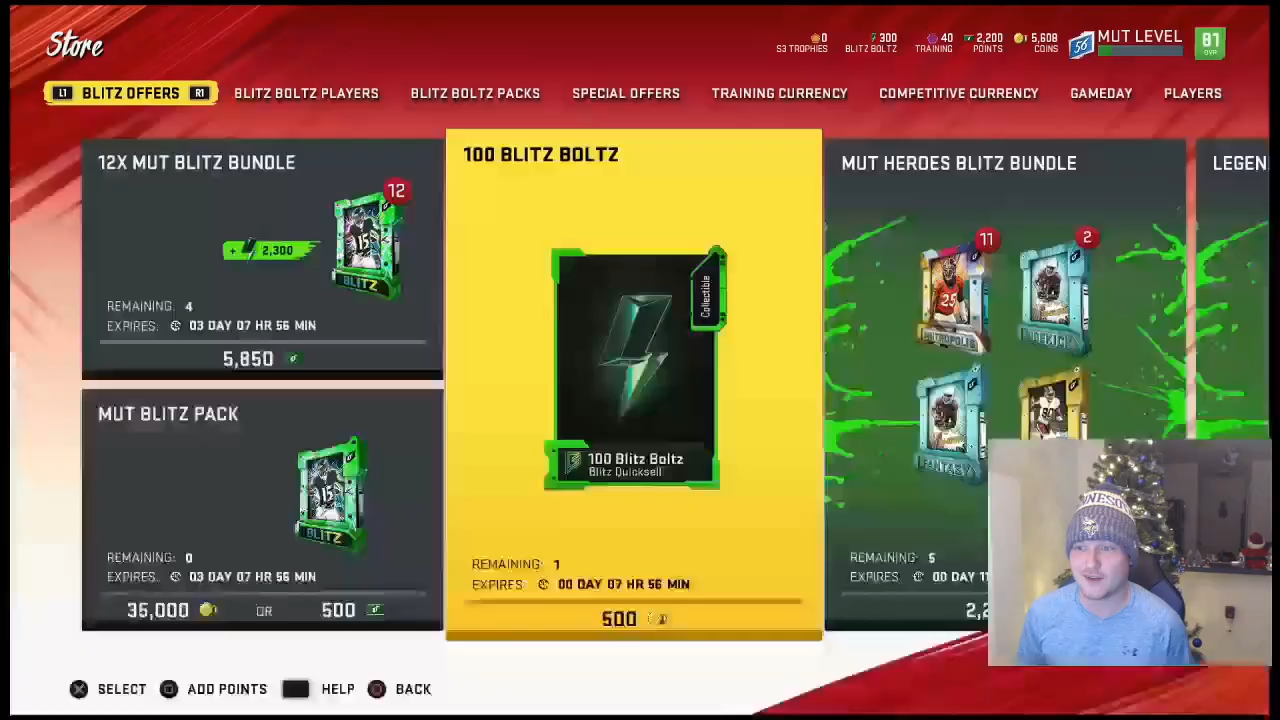 Store
0
S3 TROPHIES
300
BLITZ BOLTZ
40
TRAINING
2,200
POINTS
5,608
COINS
56
MUT LEVEL
81
OVR
L1 BLITZ OFFERS R1
BLITZ BOLTZ PLAYERS
BLITZ BOLTZ PACKS
SPECIAL OFFERS
TRAINING CURRENCY
COMPETITIVE CURRENCY
GAMEDAY
PLAYERS
12X MUT BLITZ BUNDLE
12
+ 2,300
15
BLITZ
REMAINING: 4
EXPIRES: 03 DAY 07 HR 56 MIN
5,850
MUT BLITZ PACK
15
BLITZ
REMAINING: 0
EXPIRES: 03 DAY 07 HR 56 MIN
35,000 OR 500
100 BLITZ BOLTZ
Collectible
100 Blitz Boltz
Blitz Quicksell
REMAINING: 1
EXPIRES: 00 DAY 07 HR 56 MIN
500
MUT HEROES BLITZ BUNDLE
11
2
25
FANTASY
REMAINING: 5
EXPIRES: 00 DAY 11
2,2
LEGEN
SELECT
ADD POINTS
HELP
BACK